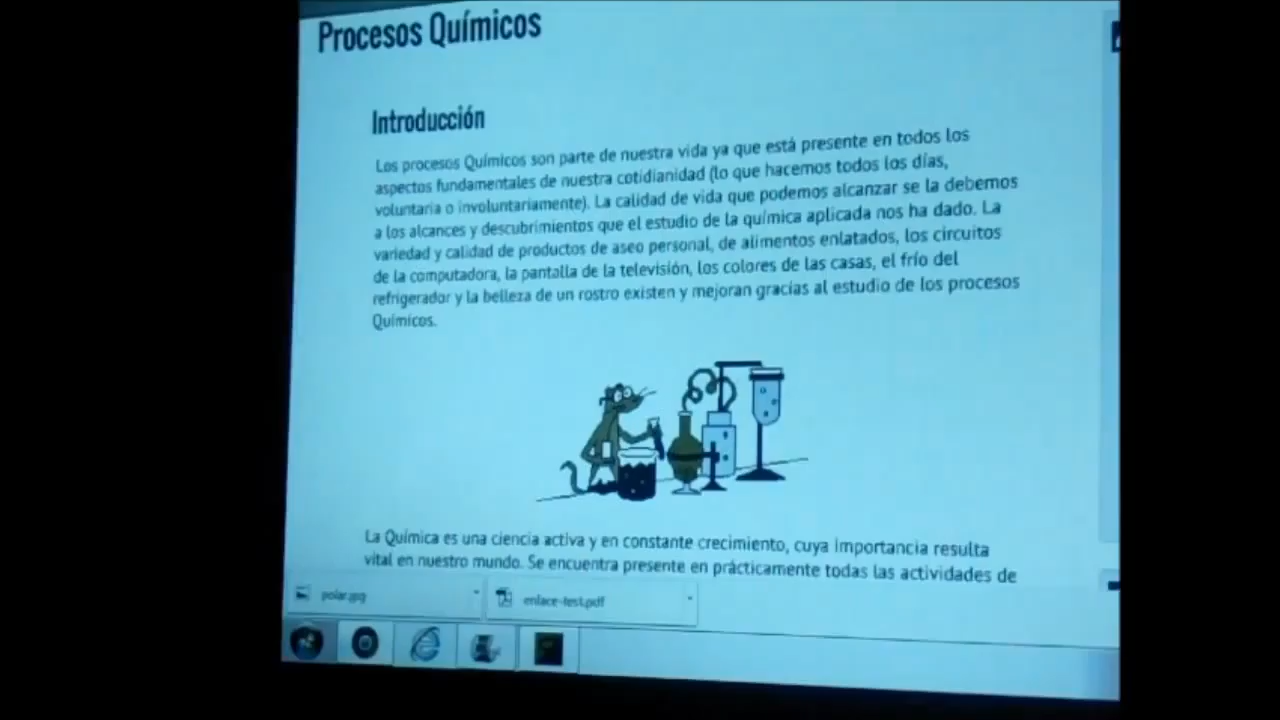 Procesos Químicos
Introducción
Los procesos Químicos son parte de nuestra vida ya que está presente en todos los
aspectos fundamentales de nuestra cotidianidad (lo que hacemos todos los días,
voluntaria o involuntariamente). La calidad de vida que podemos alcanzar se la debemos
a los alcances y descubrimientos que el estudio de la química aplicada nos ha dado. La
variedad y calidad de productos de aseo personal, de alimentos enlatados, los circuitos
de la computadora, la pantalla de la televisión, los colores de las casas, el frío del
refrigerador y la belleza de un rostro existen y mejoran gracias al estudio de los procesos
Químicos.
La Química es una ciencia activa y en constante crecimiento, cuya importancia resulta
vital en nuestro mundo. Se encuentra presente en prácticamente todas las actividades de
polar.jpg
enlace-test.pdf